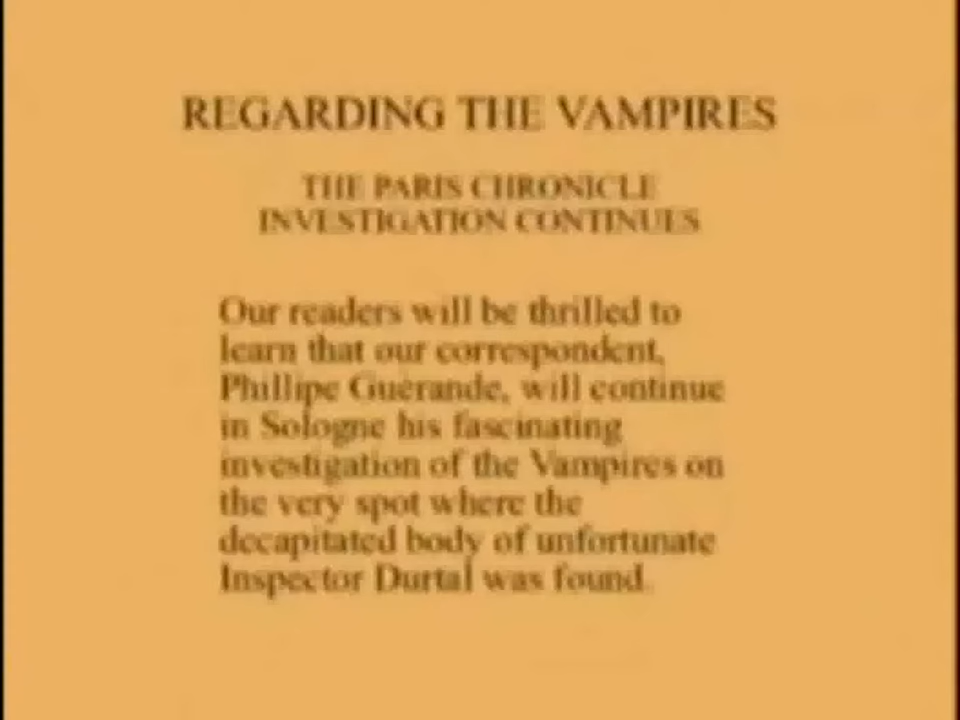 REGARDING THE VAMPIRES
THE PARIS CHRONICLE
INVESTIGATION CONTINUES
Our readers will be thrilled to
learn that our correspondent,
Phillipe Guérande, will continue
in Sologne his fascinating
investigation of the Vampires on
the very spot where the
decapitated body of unfortunate
Inspector Durtal was found.